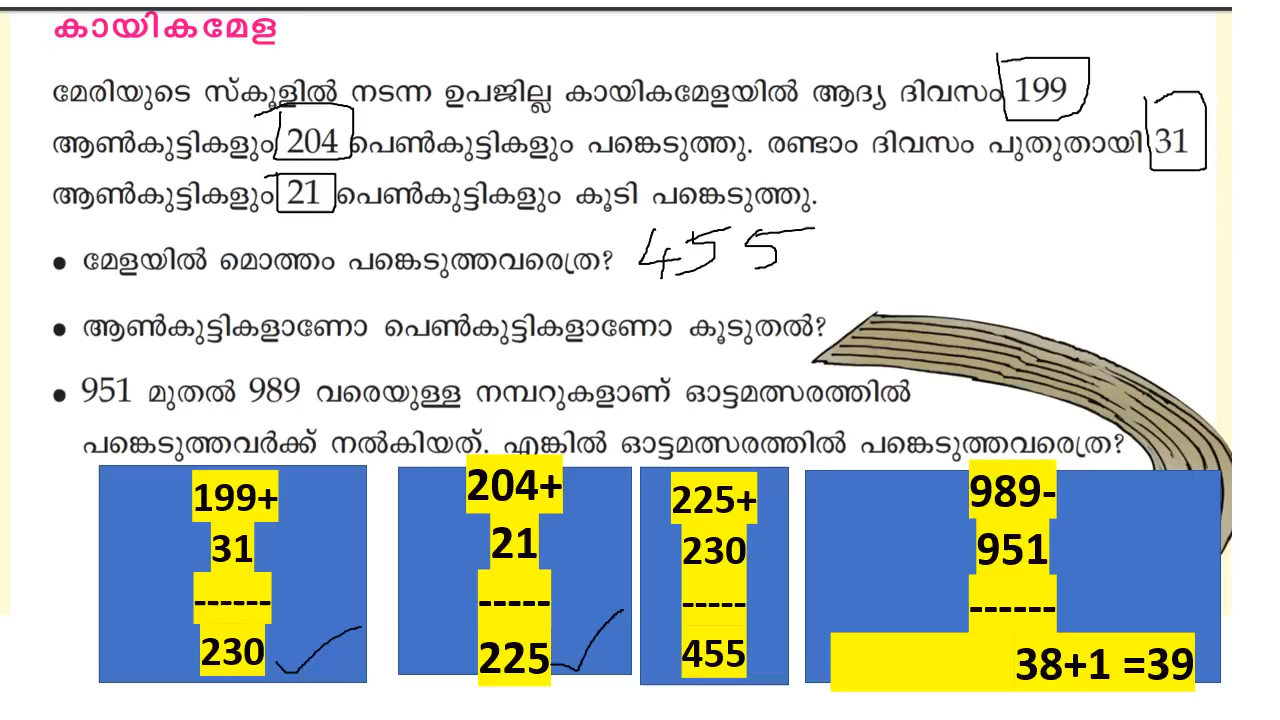 കായികമേള
മേരിയുടെ സ്കൂളിൽ നടന്ന ഉപജില്ല കായികമേളയിൽ ആദ്യ ദിവസം 199
ആൺകുട്ടികളും 204 പെൺകുട്ടികളും പങ്കെടുത്തു. രണ്ടാം ദിവസം പുതുതായി 31
ആൺകുട്ടികളും 21 പെൺകുട്ടികളും കൂടി പങ്കെടുത്തു.
• മേളയിൽ മൊത്തം പങ്കെടുത്തവരെത്ര? 455
• ആൺകുട്ടികളാണോ പെൺകുട്ടികളാണോ കൂടുതൽ?
• 951 മുതൽ 989 വരെയുള്ള നമ്പറുകളാണ് ഓട്ടമത്സരത്തിൽ
പങ്കെടുത്തവർക്ക് നൽകിയത്. എങ്കിൽ ഓട്ടമത്സരത്തിൽ പങ്കെടുത്തവരെത്ര?
199+
31
------
230
204+
21
-----
225
225+
230
-----
455
989-
951
------
38+1 =39